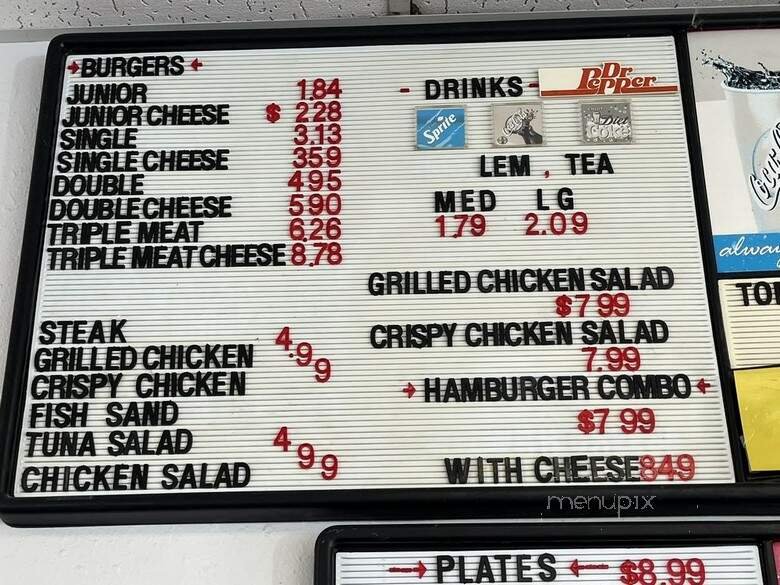 →BURGERS←
JUNIOR 1.84
JUNIOR CHEESE $ 2.28
SINGLE 3.13
SINGLE CHEESE 3.59
DOUBLE 4.95
DOUBLE CHEESE 5.90
TRIPLE MEAT 6.26
TRIPLE MEAT CHEESE 8.78
STEAK
GRILLED CHICKEN 4.99
CRISPY CHICKEN
FISH SAND
TUNA SALAD 4.99
CHICKEN SALAD
- DRINKS - Dr Pepper
Sprite Coca-Cola Diet Coke
LEM . TEA
MED LG
1.79 2.09
GRILLED CHICKEN SALAD
$7 99
CRISPY CHICKEN SALAD
7.99
→ HAMBURGER COMBO ←
$7 99
WITH CHEESE 849
menupix
→ PLATES ← $8.99